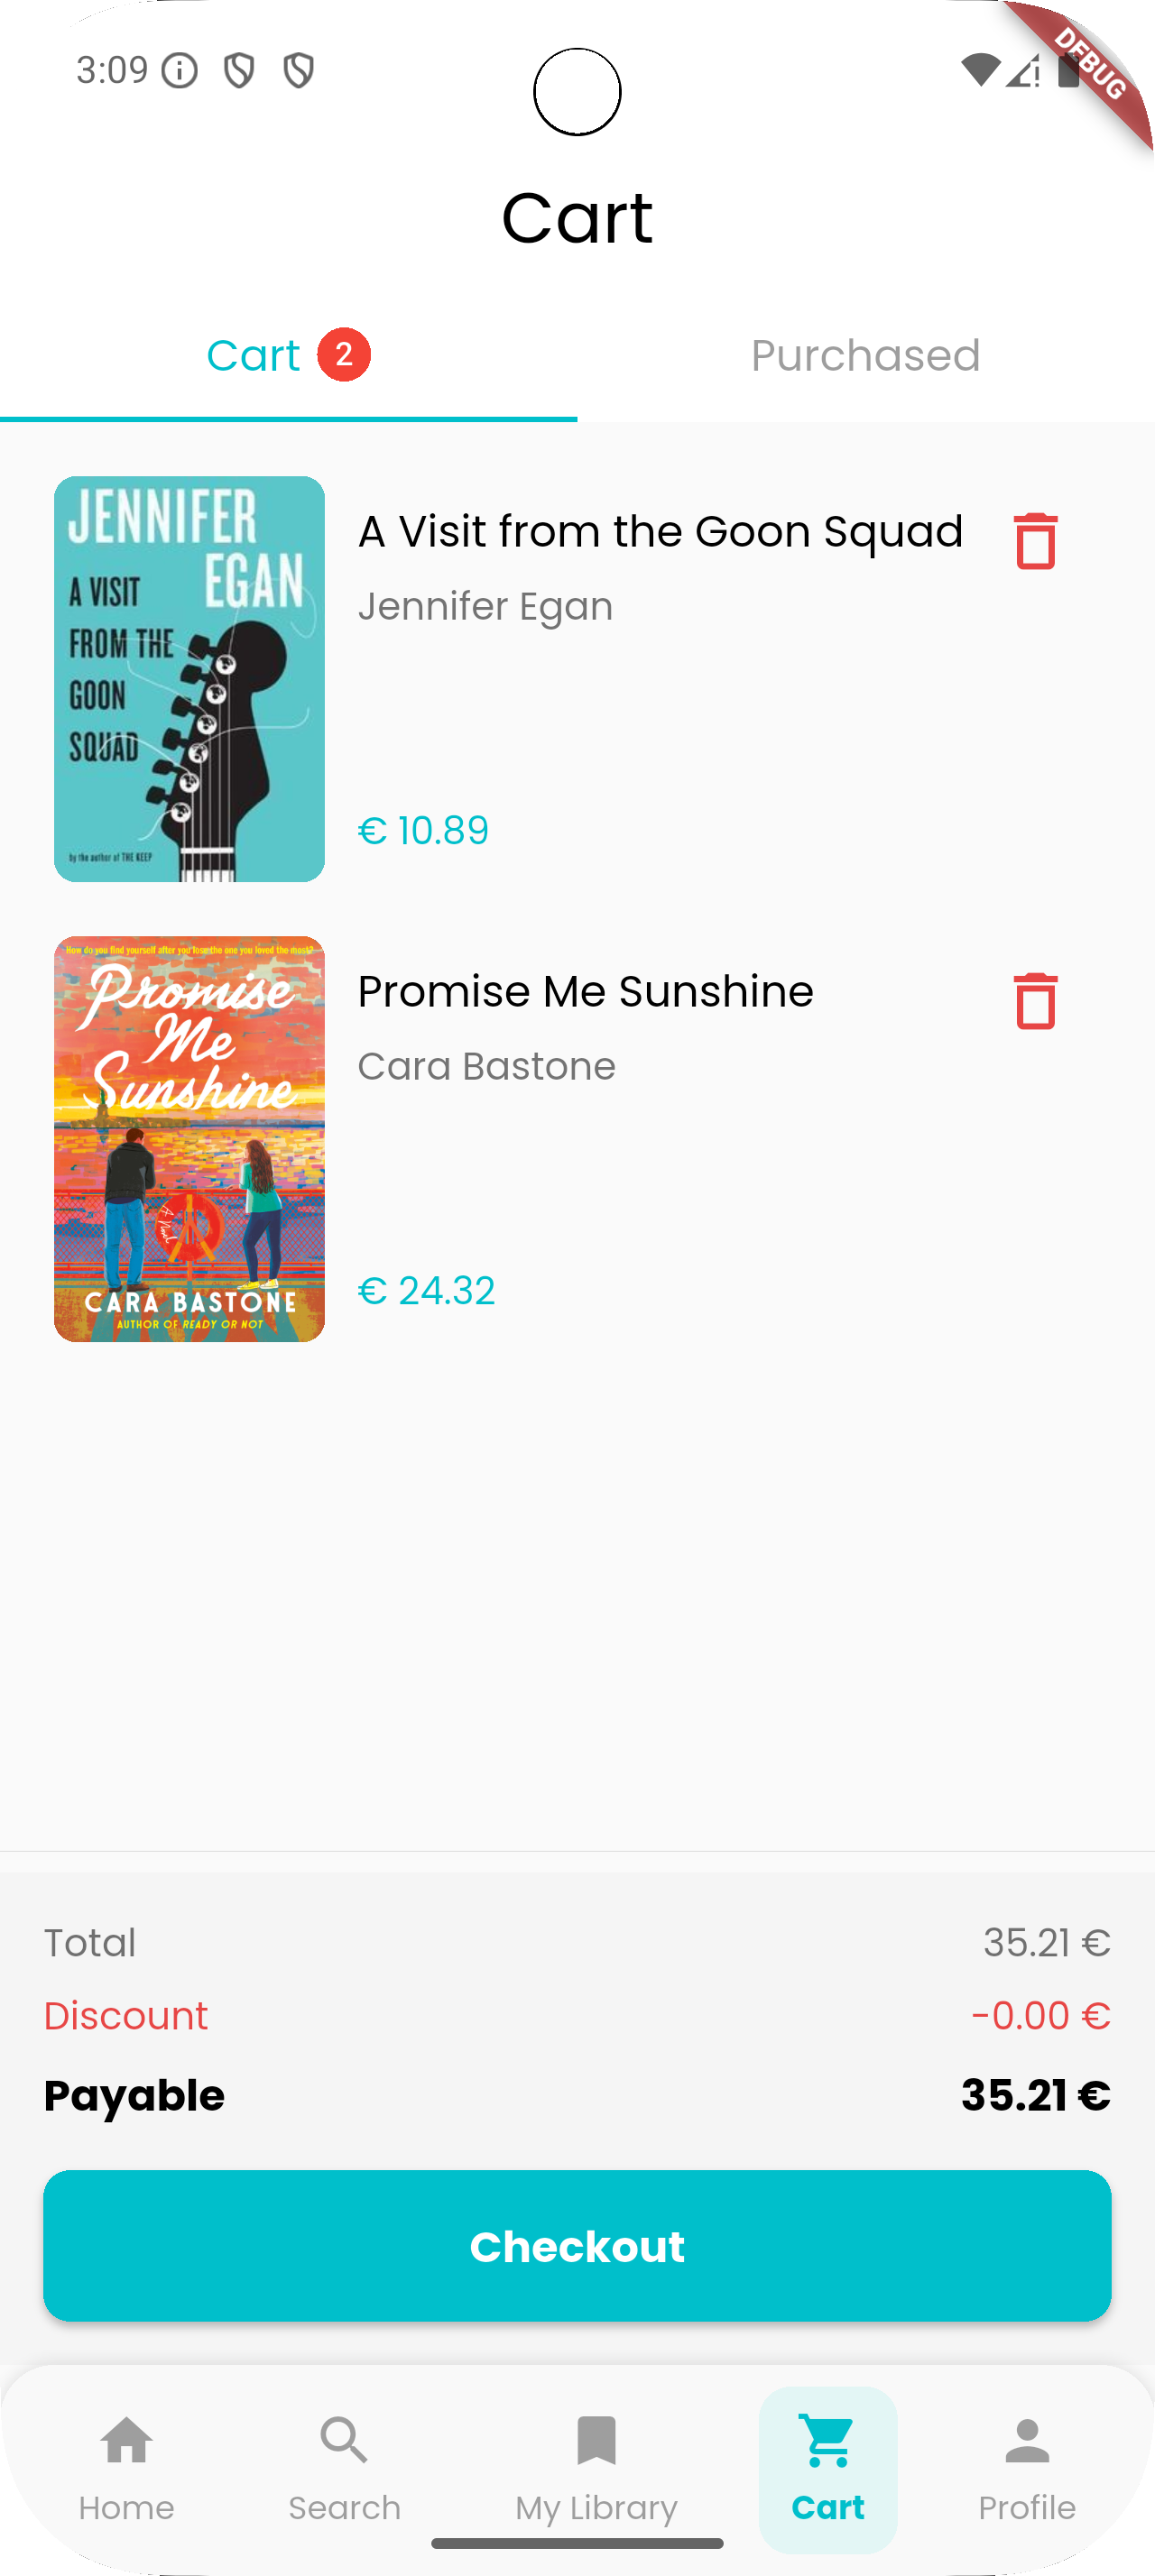 3:09
DEBUG
Cart
Cart 2
Purchased
JENNIFER
EGAN
A VISIT
FROM THE
GOON
SQUAD
by the author of THE KEEP
A Visit from the Goon Squad
Jennifer Egan
€ 10.89
How do you find yourself after you lose the one you loved the most?
Promise
Me
Sunshine
A Novel
CARA BASTONE
AUTHOR OF READY OR NOT
Promise Me Sunshine
Cara Bastone
€ 24.32
Total 35.21 €
Discount -0.00 €
Payable 35.21 €
Checkout
Home
Search
My Library
Cart
Profile